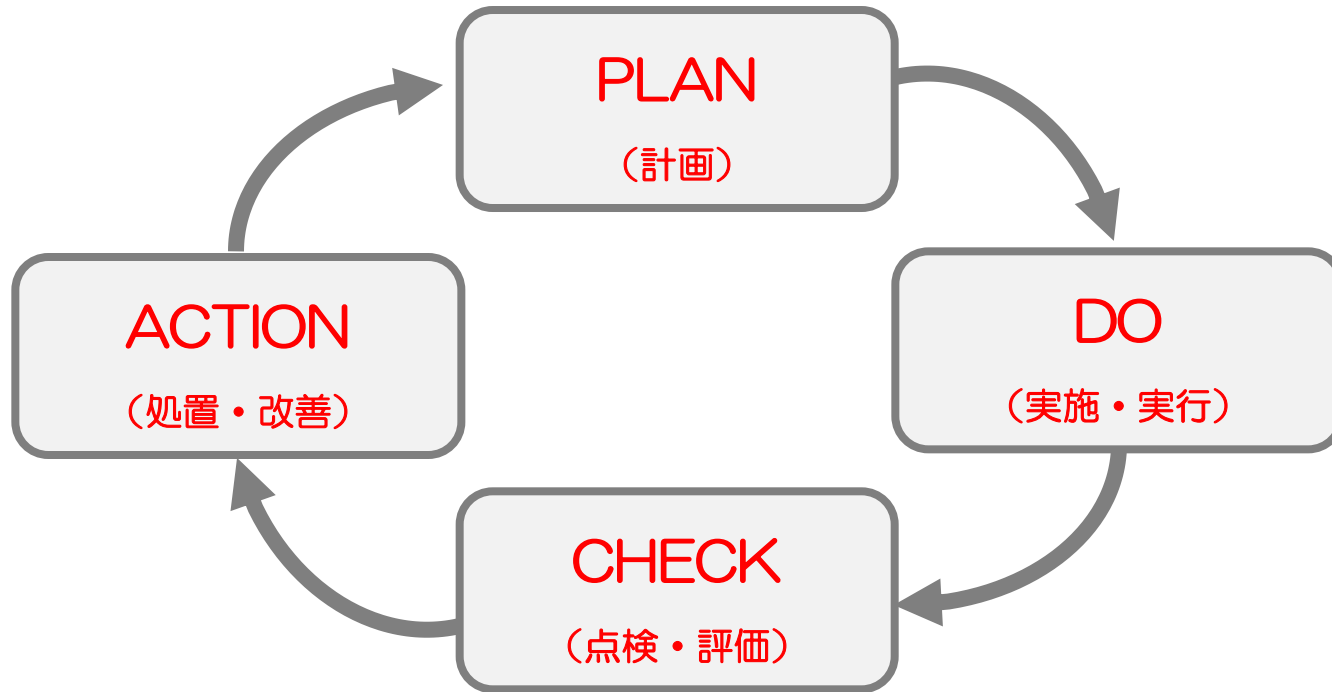 PLAN
（計画）
DO
（実施・実行）
CHECK
（点検・評価）
ACTION
（処置・改善）